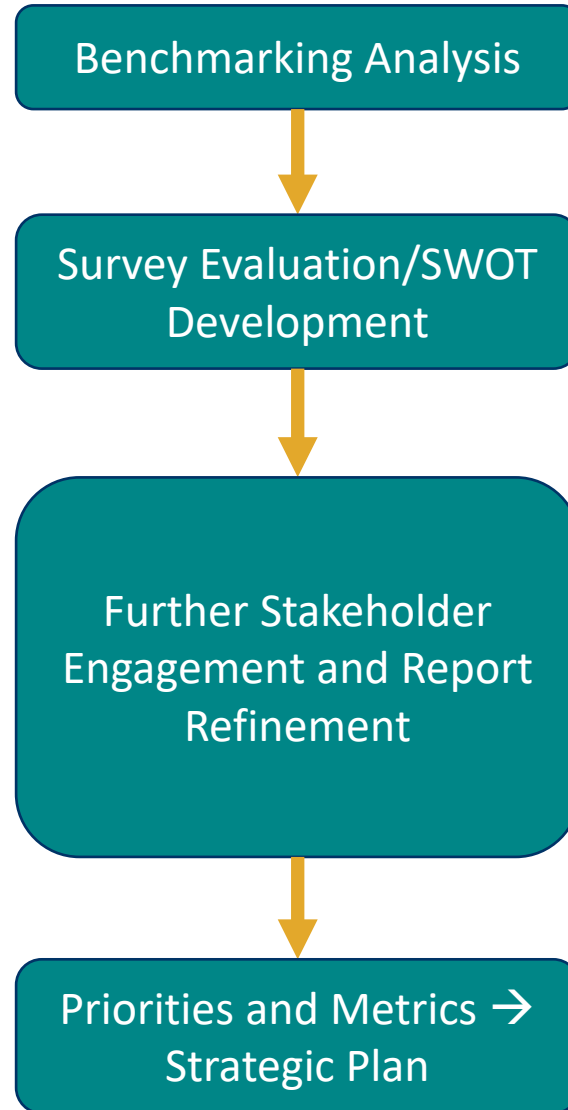 Benchmarking Analysis
Survey Evaluation/SWOT
Development
Further Stakeholder
Engagement and Report
Refinement
Priorities and Metrics →
Strategic Plan